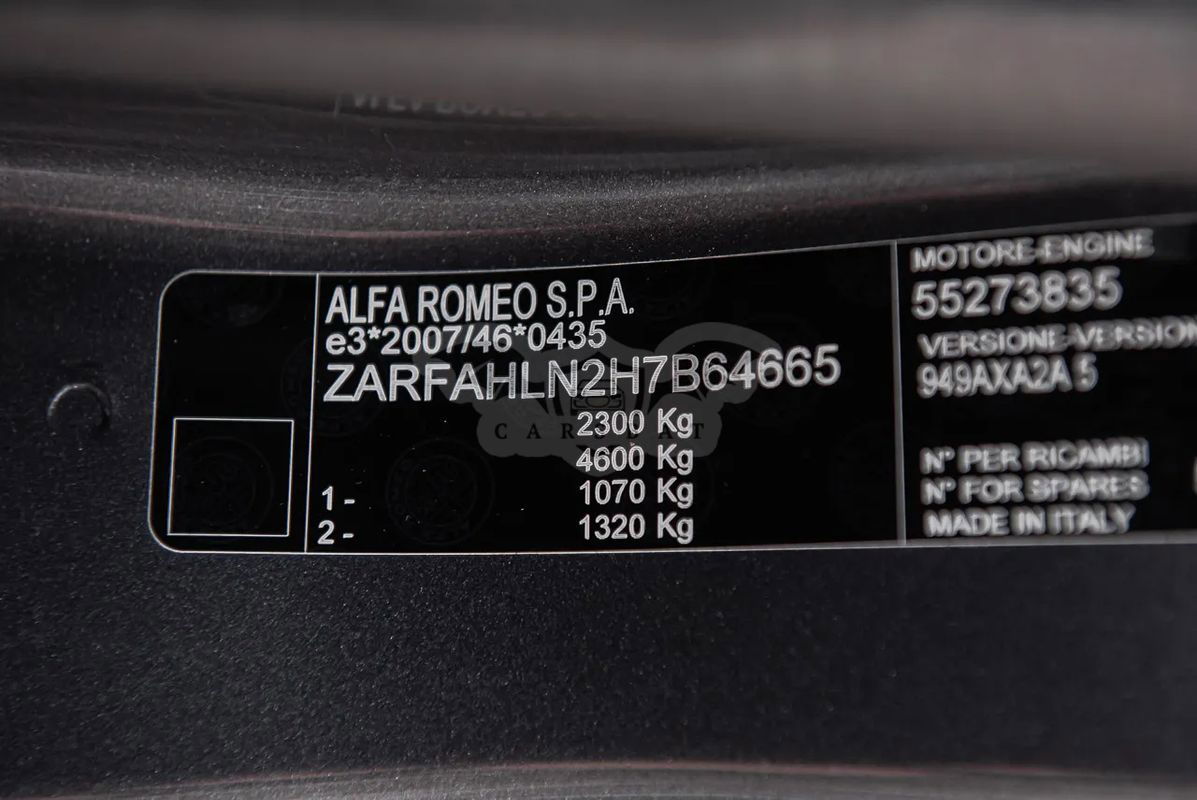 ALFA ROMEO S.P.A.
e3*2007/46*0435
ZARFAHLN2H7B64665
2300 Kg
4600 Kg
1 - 1070 Kg
2 - 1320 Kg
MOTORE-ENGINE
55273835
VERSIONE-VERSION
949AXA2A 5
N° PER RICAMBI
N° FOR SPARES
MADE IN ITALY